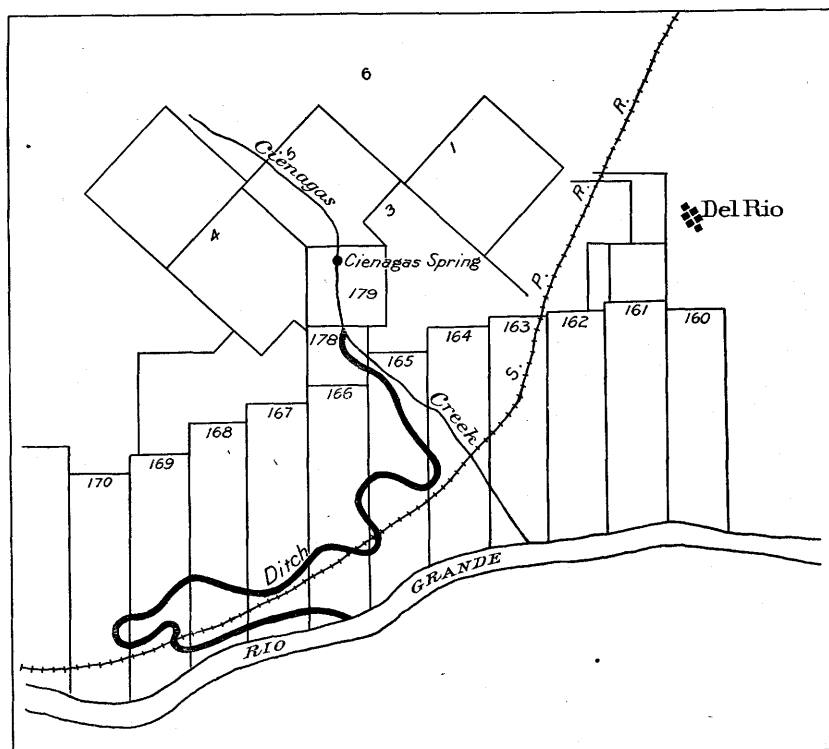 6
Cienagas
5
1
3
4
R.
R.
P.
S.
Del Rio
Cienagas Spring
179
178
165
164
163
162
161
160
166
167
168
169
170
Creek
Ditch
RIO GRANDE